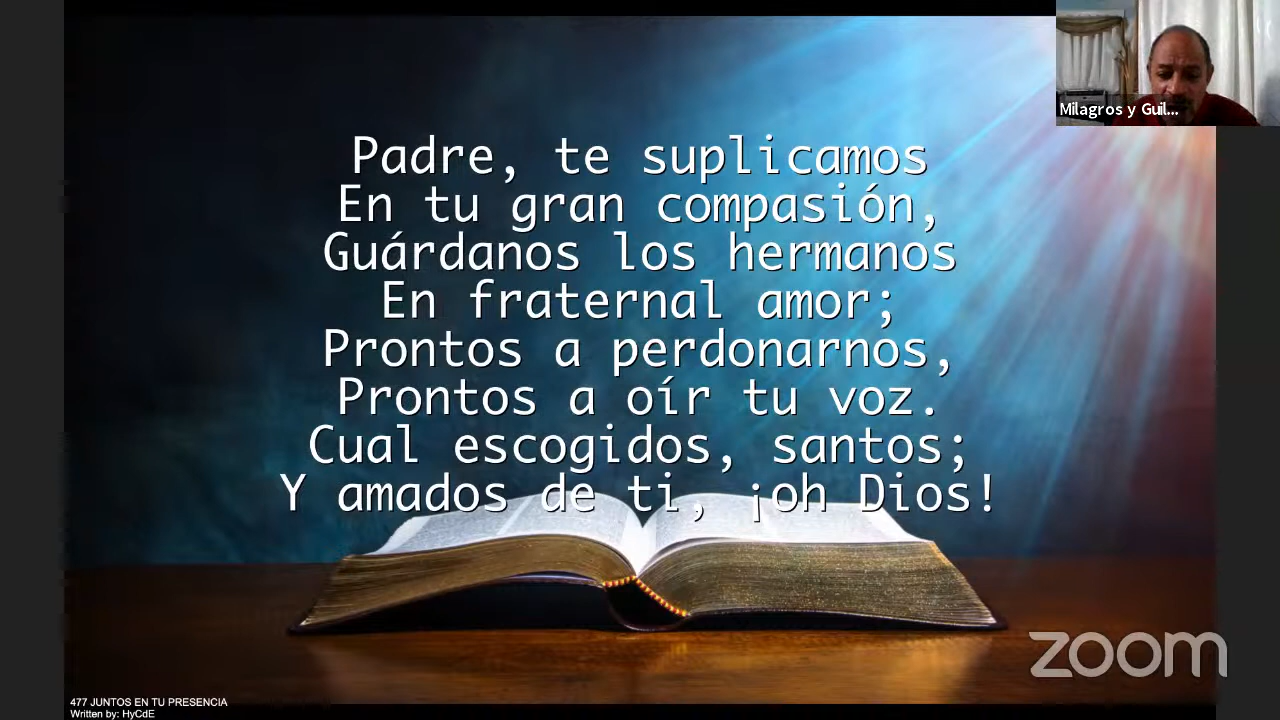 Padre, te suplicamos
En tu gran compasión,
Guárdanos los hermanos
En fraternal amor;
Prontos a perdonarnos,
Prontos a oír tu voz.
Cual escogidos, santos;
Y amados de ti, ¡oh Dios!
Milagros y Guil...
zoom
477 JUNTOS EN TU PRESENCIA
Written by: HyCdE